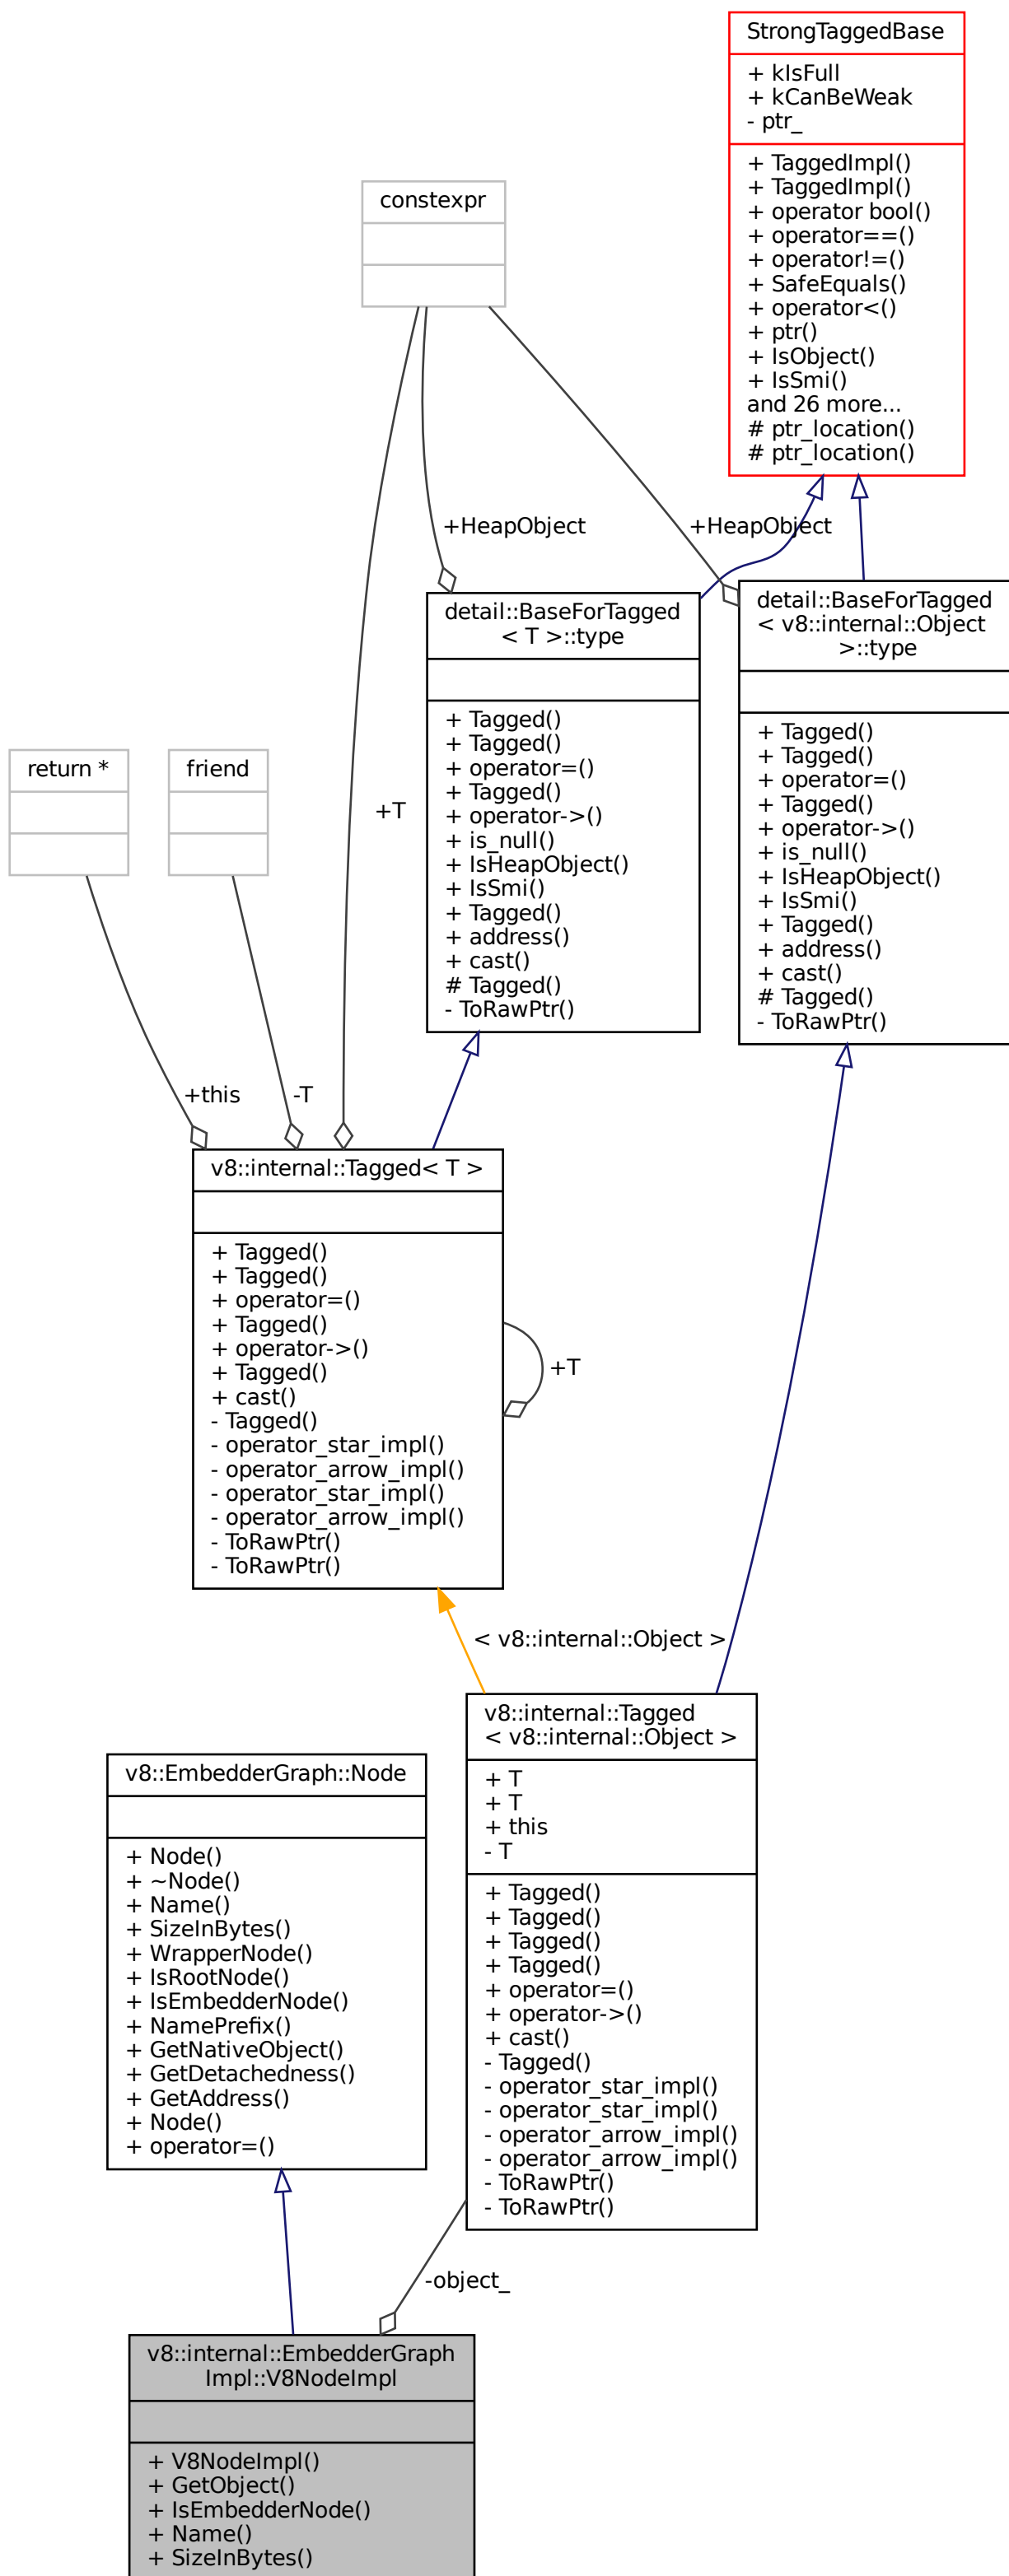 StrongTaggedBase
+ kIsFull
+ kCanBeWeak
- ptr_
+ TaggedImpl()
+ TaggedImpl()
+ operator bool()
+ operator==()
+ operator!=()
+ SafeEquals()
+ operator<()
+ ptr()
+ IsObject()
+ IsSmi()
and 26 more...
# ptr_location()
# ptr_location()
constexpr
+HeapObject
+HeapObject
detail::BaseForTagged
< T >::type
+ Tagged()
+ Tagged()
+ operator=()
+ Tagged()
+ operator->()
+ is_null()
+ IsHeapObject()
+ IsSmi()
+ Tagged()
+ address()
+ cast()
# Tagged()
- ToRawPtr()
detail::BaseForTagged
< v8::internal::Object
>::type
+ Tagged()
+ Tagged()
+ operator=()
+ Tagged()
+ operator->()
+ is_null()
+ IsHeapObject()
+ IsSmi()
+ Tagged()
+ address()
+ cast()
# Tagged()
- ToRawPtr()
return *
friend
+T
+this
-T
v8::internal::Tagged< T >
+ Tagged()
+ Tagged()
+ operator=()
+ Tagged()
+ operator->()
+ Tagged()
+ cast()
- Tagged()
- operator_star_impl()
- operator_arrow_impl()
- operator_star_impl()
- operator_arrow_impl()
- ToRawPtr()
- ToRawPtr()
+T
< v8::internal::Object >
v8::internal::Tagged
< v8::internal::Object >
+ T
+ T
+ this
- T
+ Tagged()
+ Tagged()
+ Tagged()
+ Tagged()
+ operator=()
+ operator->()
+ cast()
- Tagged()
- operator_star_impl()
- operator_star_impl()
- operator_arrow_impl()
- operator_arrow_impl()
- ToRawPtr()
- ToRawPtr()
v8::EmbedderGraph::Node
+ Node()
+ ~Node()
+ Name()
+ SizeInBytes()
+ WrapperNode()
+ IsRootNode()
+ IsEmbedderNode()
+ NamePrefix()
+ GetNativeObject()
+ GetDetachedness()
+ GetAddress()
+ Node()
+ operator=()
-object_
v8::internal::EmbedderGraph
Impl::V8NodeImpl
+ V8NodeImpl()
+ GetObject()
+ IsEmbedderNode()
+ Name()
+ SizeInBytes()